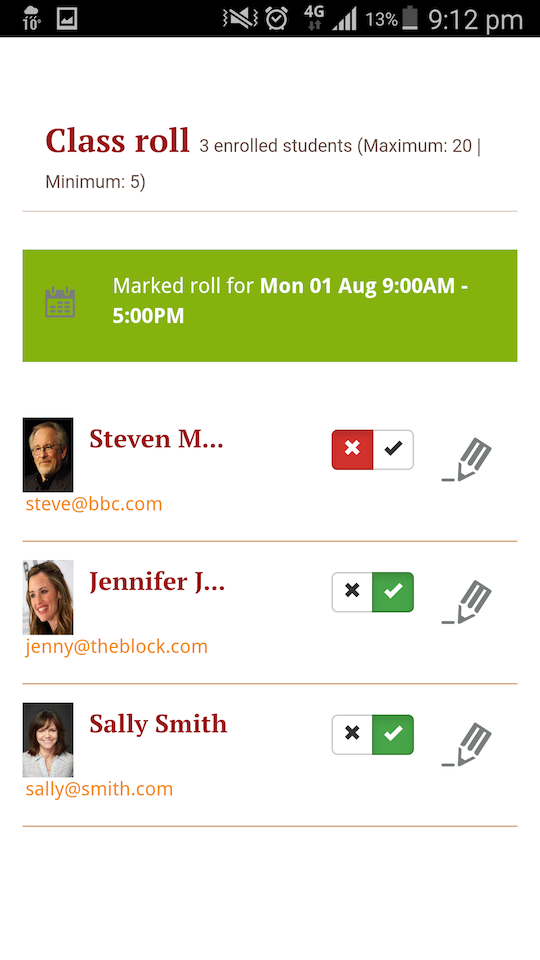 10° 4G 13% 9:12 pm
Class roll 3 enrolled students (Maximum: 20 |
Minimum: 5)
Marked roll for Mon 01 Aug 9:00AM -
5:00PM
Steven M...
steve@bbc.com
Jennifer J...
jenny@theblock.com
Sally Smith
sally@smith.com